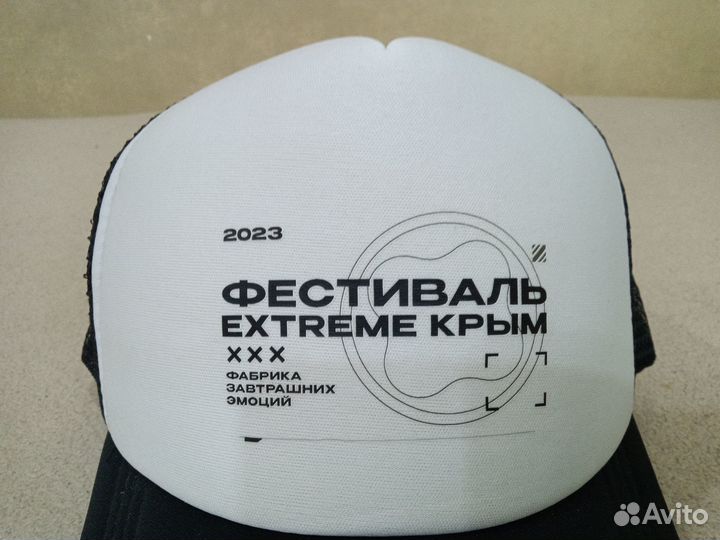 2023
ФЕСТИВАЛЬ
EXTREME КРЫМ
XXX
ФАБРИКА
ЗАВТРАШНИХ
ЭМОЦИЙ
Avito